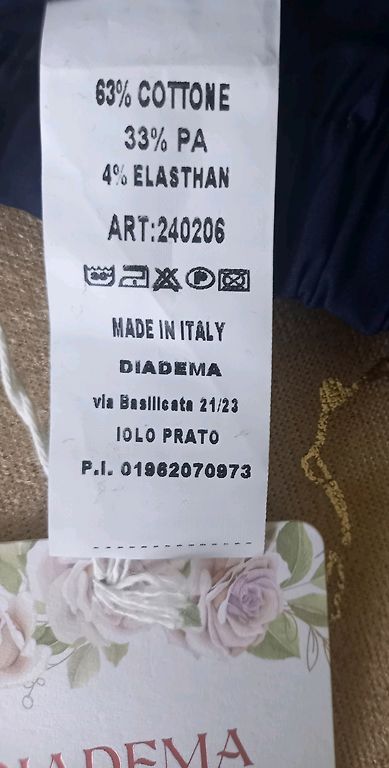 63% COTTONE
33% PA
4% ELASTHAN
ART:240206
MADE IN ITALY
DIADEMA
via Basilicata 21/23
IOLO PRATO
P.I. 01962070973
DIADEMA